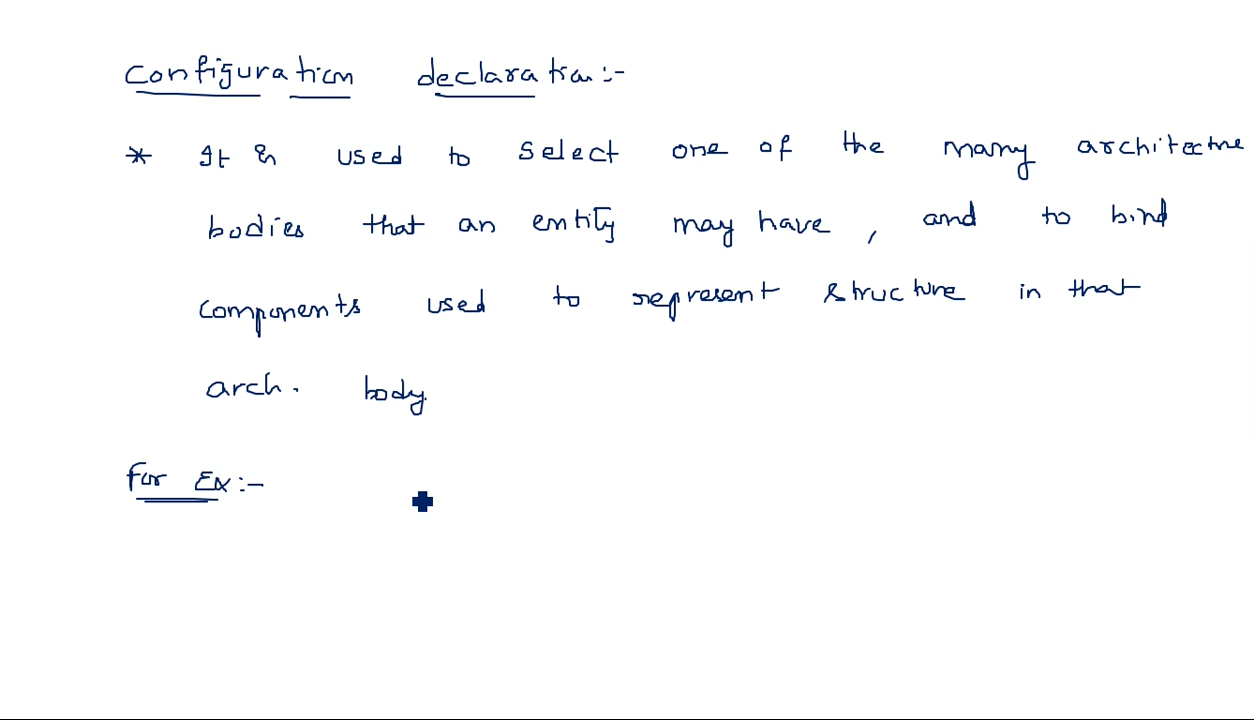 Configuration declaration :-
* It is used to select one of the many architecture
bodies that an entity may have , and to bind
components used to represent structure in that
arch . body.
For Ex :-